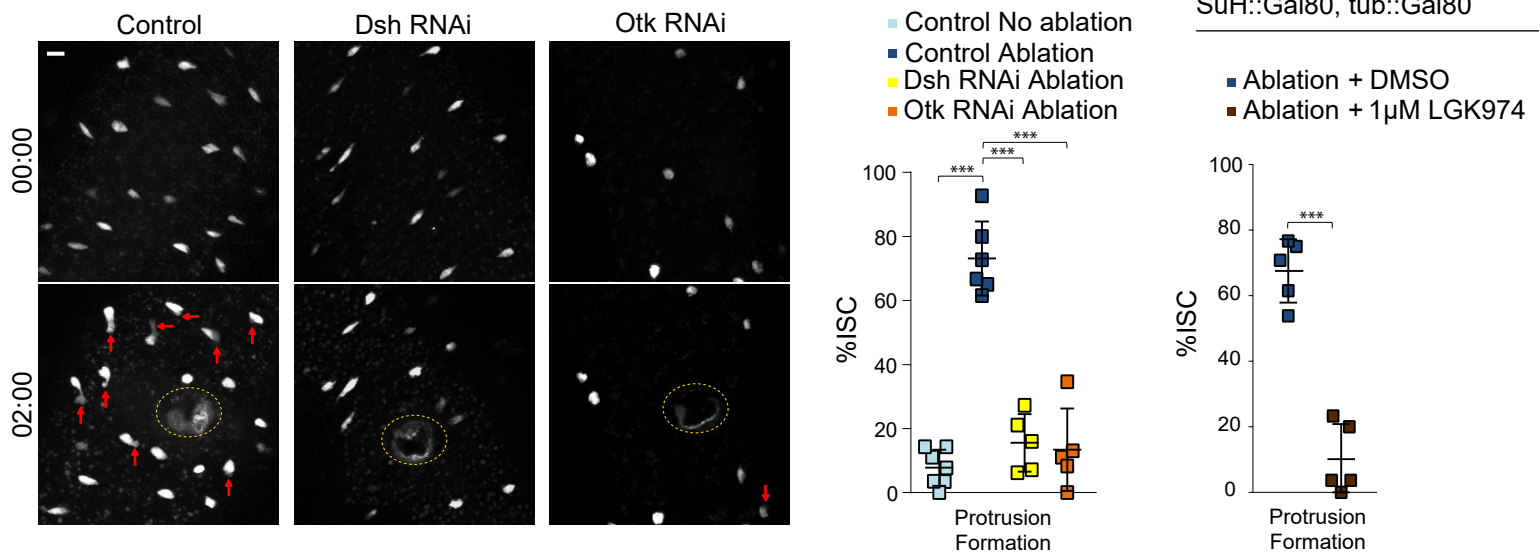 Control
Dsh RNAi
Otk RNAi
00:00
02:00
Control No ablation
Control Ablation
Dsh RNAi Ablation
Otk RNAi Ablation
***
***
***
%ISC
100
80
60
40
20
0
Protrusion
Formation
SuH::Gal80, tub::Gal80
Ablation + DMSO
Ablation + 1µM LGK974
***
%ISC
100
80
60
40
20
0
Protrusion
Formation